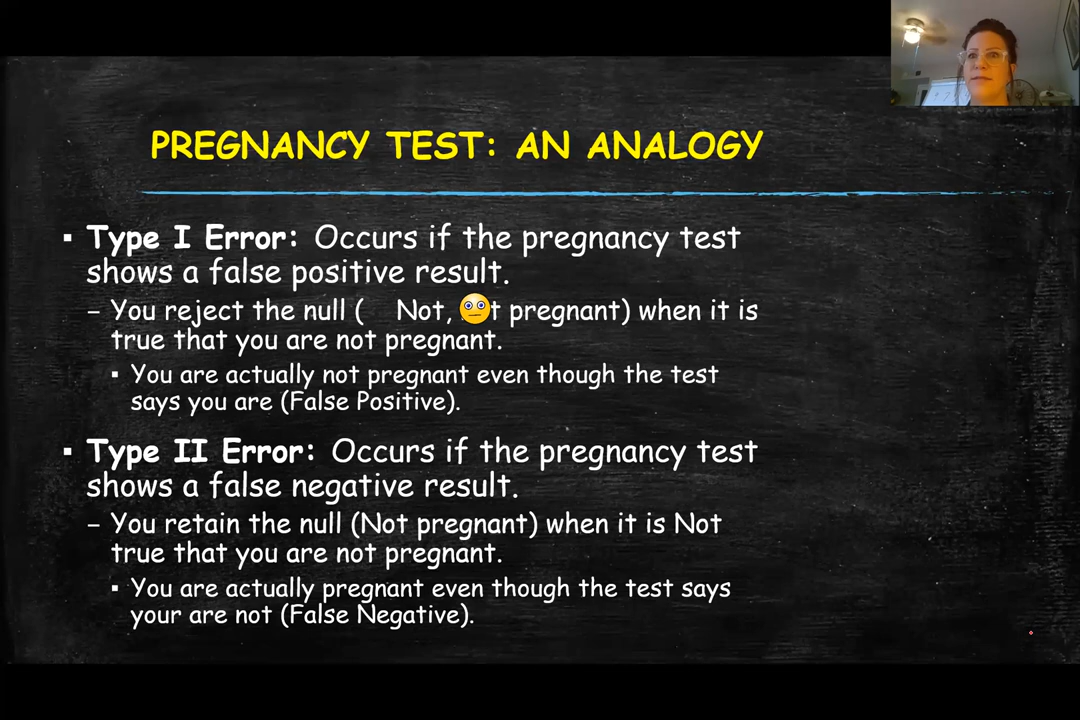 PREGNANCY TEST: AN ANALOGY
▪ Type I Error: Occurs if the pregnancy test
shows a false positive result.
– You reject the null ( Not, t pregnant) when it is
true that you are not pregnant.
▪ You are actually not pregnant even though the test
says you are (False Positive).
▪ Type II Error: Occurs if the pregnancy test
shows a false negative result.
– You retain the null (Not pregnant) when it is Not
true that you are not pregnant.
▪ You are actually pregnant even though the test says
your are not (False Negative).